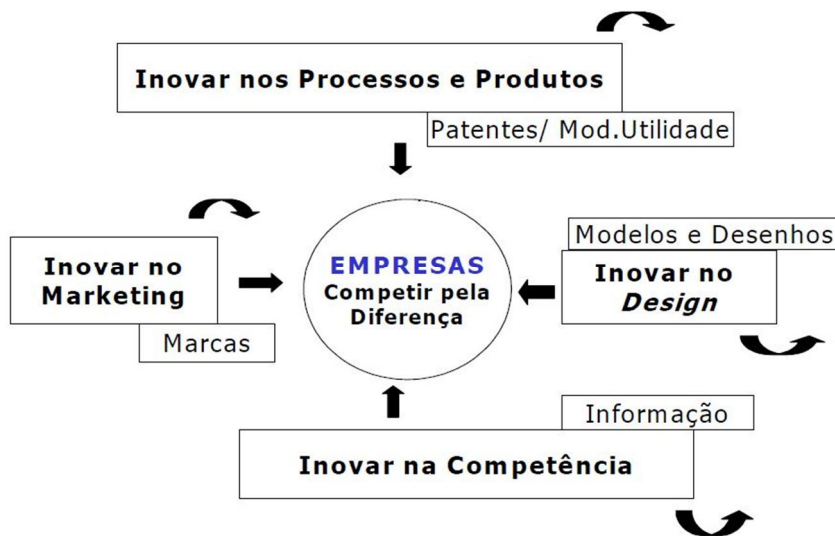 Inovar nos Processos e Produtos
Patentes/ Mod.Utilidade
Modelos e Desenhos
Inovar no
Marketing
Marcas
EMPRESAS
Competir pela
Diferença
Inovar no
Design
Informação
Inovar na Competência